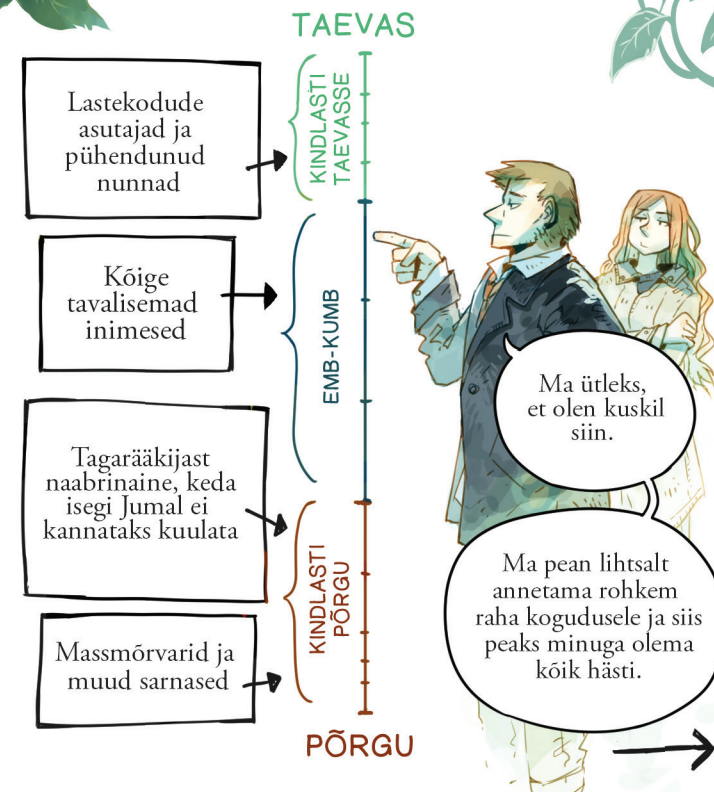 TAEVAS
Lastekodude
asutajad ja
pühendunud
nunnad
KINDLASTI
TAEVASSE
Kõige
tavalisemad
inimesed
EMB-KUMB
Ma ütleks,
et olen kuskil
siin.
Tagarääkijast
naabrinaine, keda
isegi Jumal ei
kannataks kuulata
KINDLASTI
PÕRGU
Ma pean lihtsalt
annetama rohkem
raha kogudusele ja siis
peaks minuga olema
kõik hästi.
Massmõrvarid ja
muud sarnased
PÕRGU